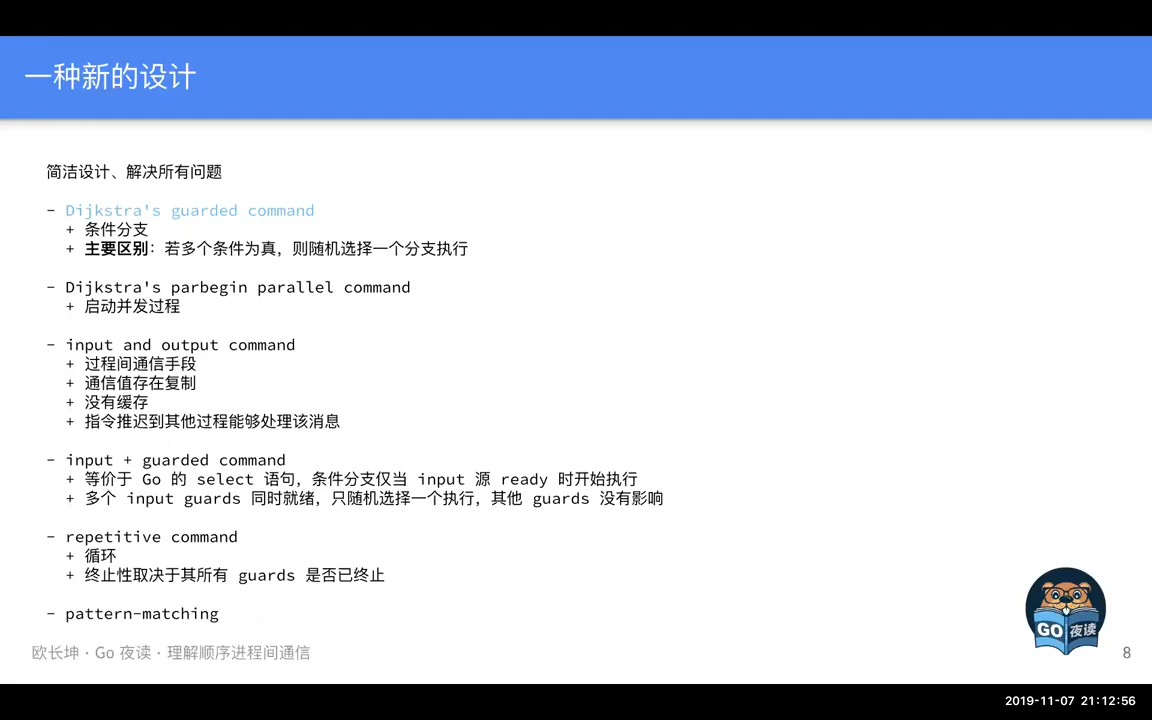 一种新的设计
简洁设计、解决所有问题
- Dijkstra's guarded command
+ 条件分支
+ 主要区别：若多个条件为真，则随机选择一个分支执行
- Dijkstra's parbegin parallel command
+ 启动并发过程
- input and output command
+ 过程间通信手段
+ 通信值存在复制
+ 没有缓存
+ 指令推迟到其他过程能够处理该消息
- input + guarded command
+ 等价于 Go 的 select 语句，条件分支仅当 input 源 ready 时开始执行
+ 多个 input guards 同时就绪，只随机选择一个执行，其他 guards 没有影响
- repetitive command
+ 循环
+ 终止性取决于其所有 guards 是否已终止
- pattern-matching
GO 夜读
欧长坤 · Go 夜读 · 理解顺序进程间通信
8
2019-11-07 21:12:56